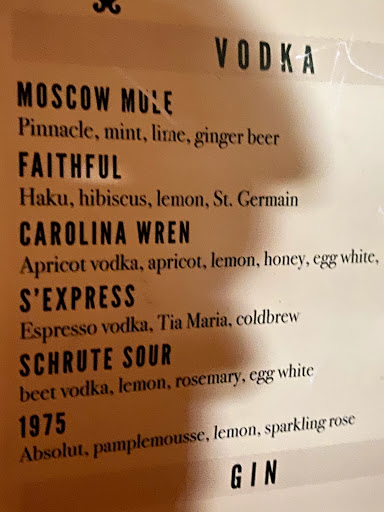 VODKA
MOSCOW MULE
Pinnacle, mint, lime, ginger beer
FAITHFUL
Haku, hibiscus, lemon, St. Germain
CAROLINA WREN
Apricot vodka, apricot, lemon, honey, egg white,
S'EXPRESS
Espresso vodka, Tia Maria, coldbrew
SCHRUTE SOUR
beet vodka, lemon, rosemary, egg white
1975
Absolut, pamplemousse, lemon, sparkling rose
GIN